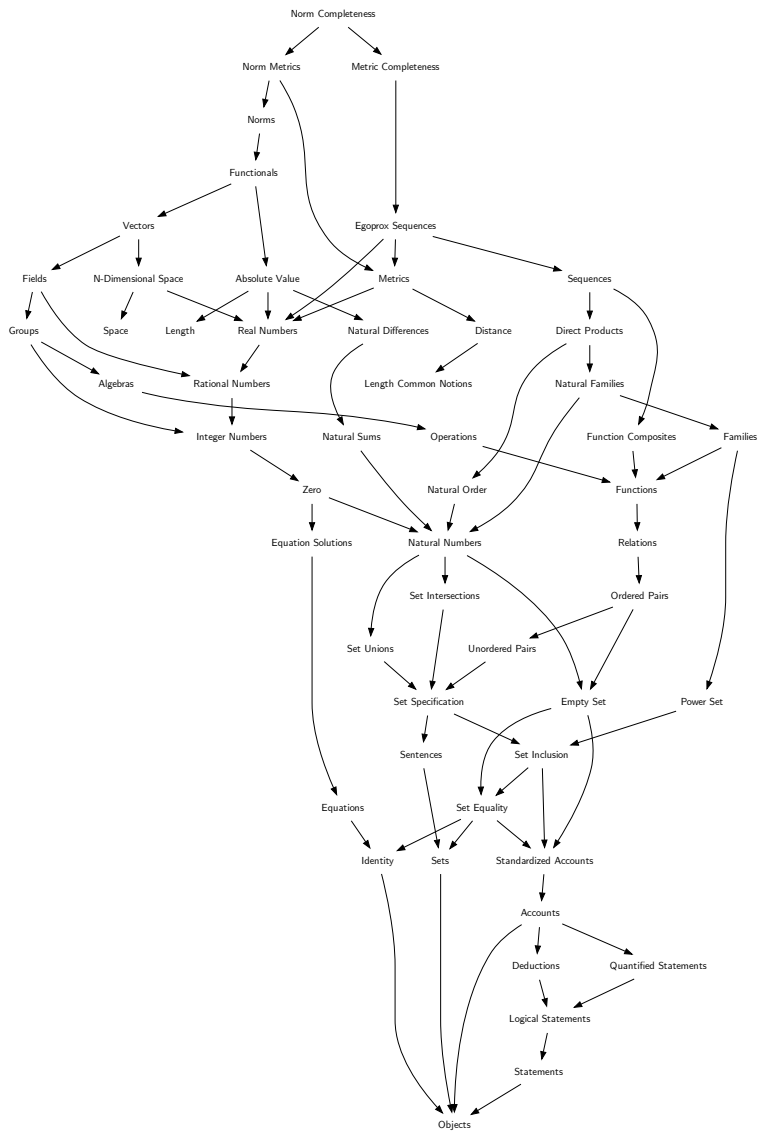 Norm Completeness
Norm Metrics
Metric Completeness
Norms
Functionals
Vectors
Egoprox Sequences
Fields
N-Dimensional Space
Absolute Value
Metrics
Sequences
Groups
Space
Length
Real Numbers
Natural Differences
Distance
Direct Products
Algebras
Rational Numbers
Length Common Notions
Natural Families
Integer Numbers
Natural Sums
Operations
Function Composites
Families
Zero
Natural Order
Functions
Equation Solutions
Natural Numbers
Relations
Set Intersections
Ordered Pairs
Set Unions
Unordered Pairs
Set Specification
Empty Set
Power Set
Sentences
Set Inclusion
Equations
Set Equality
Identity
Sets
Standardized Accounts
Accounts
Deductions
Quantified Statements
Logical Statements
Statements
Objects